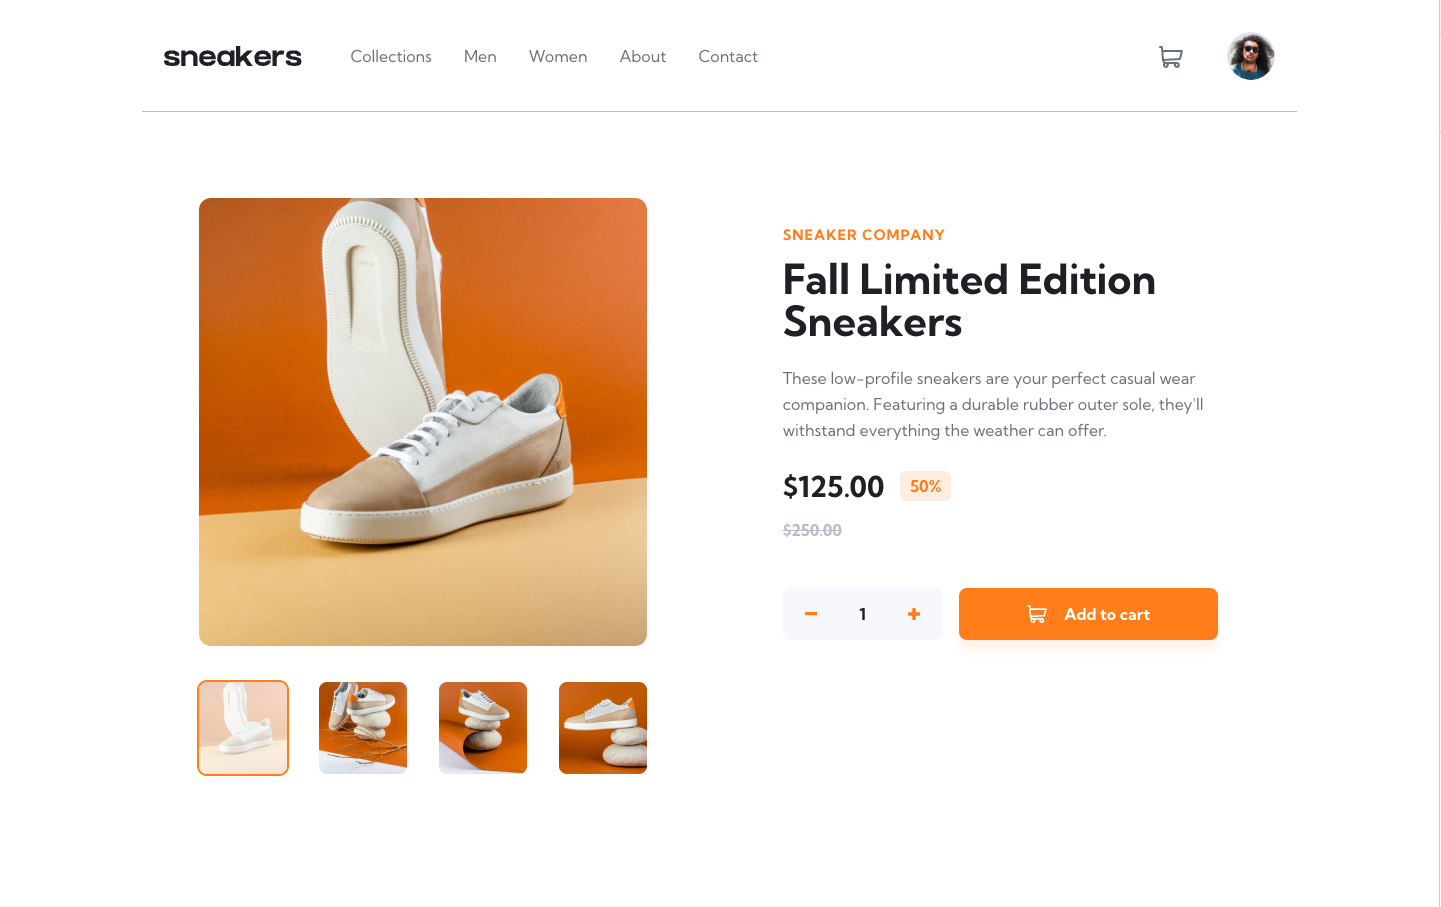 sneakers
Collections
Men
Women
About
Contact
SNEAKER COMPANY
Fall Limited Edition
Sneakers
These low-profile sneakers are your perfect casual wear
companion. Featuring a durable rubber outer sole, they'll
withstand everything the weather can offer.
$125.00 50%
$250.00
1
Add to cart